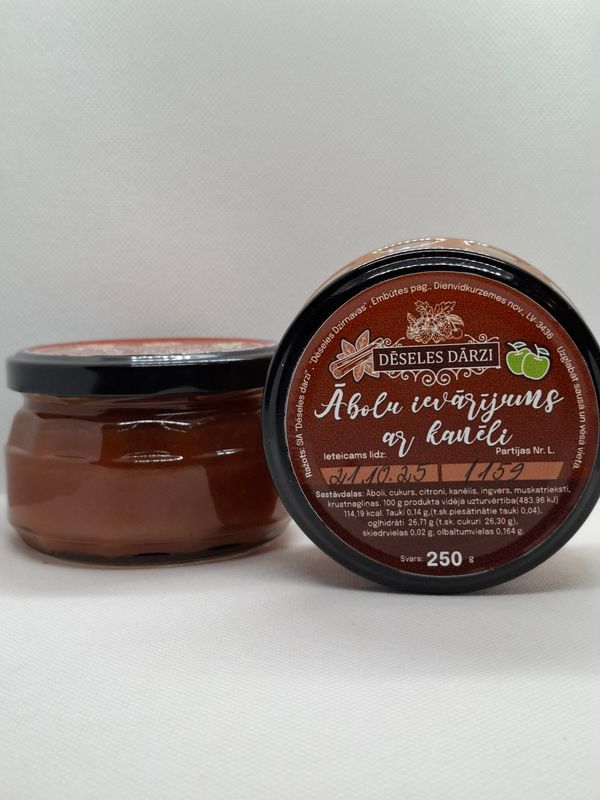 Ražots: SIA "Dēseles dārzi" "Dēseles Dzirnavas", Embūtes pag., Dienvidkurzemes nov., LV-3436 Uzglabāt sausā un vēsā vietā
DĒSELES DĀRZI
Ābolu ievārījums
ar kanēli
Ieteicams līdz: Partijas Nr. L.
21.10.25 1159
Sastāvdaļas: Āboli, cukurs, citroni, kanēlis, ingvers, muskatrieksti,
krustnagliņas. 100 g produkta vidējā uzturvērtība(483,96 kJ)
114,19 kcal. Tauki 0,14 g,(t.sk.piesātinātie tauki 0,04),
ogļhidrāti 26,71 g (t.sk. cukuri 26,30 g),
šķiedrvielas 0,02 g, olbaltumvielas 0,164 g.
Svars: 250 g